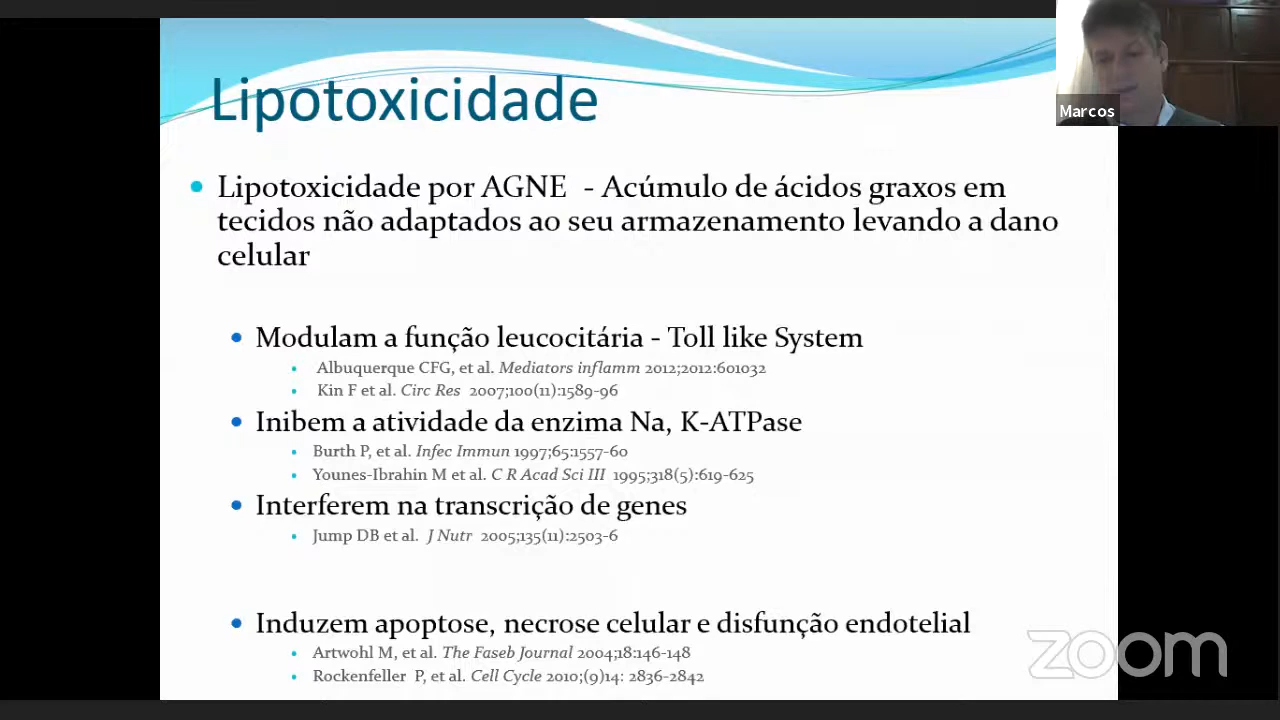 Lipotoxicidade
Marcos
Lipotoxicidade por AGNE - Acúmulo de ácidos graxos em
tecidos não adaptados ao seu armazenamento levando a dano
celular
Modulam a função leucocitária - Toll like System
Albuquerque CFG, et al. Mediators inflamm 2012;2012:601032
Kin F et al. Circ Res 2007;100(11):1589-96
Inibem a atividade da enzima Na, K-ATPase
Burth P, et al. Infec Immun 1997;65:1557-60
Younes-Ibrahin M et al. C R Acad Sci III 1995;318(5):619-625
Interferem na transcrição de genes
Jump DB et al. J Nutr 2005;135(11):2503-6
Induzem apoptose, necrose celular e disfunção endotelial
Artwohl M, et al. The Faseb Journal 2004;18:146-148
Rockenfeller P, et al. Cell Cycle 2010;(9)14: 2836-2842
zoom